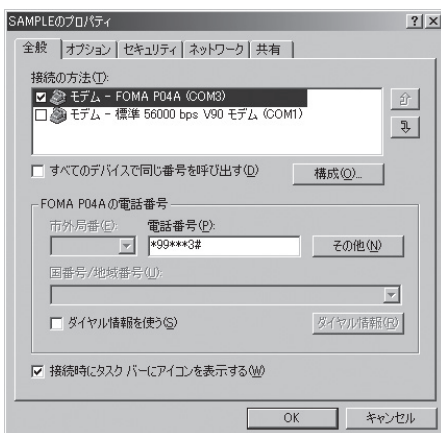 SAMPLEのプロパティ
全般 オプション セキュリティ ネットワーク 共有
接続の方法(T):
モデム - FOMA P04A (COM3)
モデム - 標準 56000 bps V90 モデム (COM1)
すべてのデバイスで同じ番号を呼び出す(D) 構成(O)...
FOMA P04Aの電話番号
市外局番(E): 電話番号(P):
*99***3# その他(N)
国番号/地域番号(U):
ダイヤル情報を使う(S) ダイヤル情報(R)
接続時にタスク バーにアイコンを表示する(W)
OK キャンセル